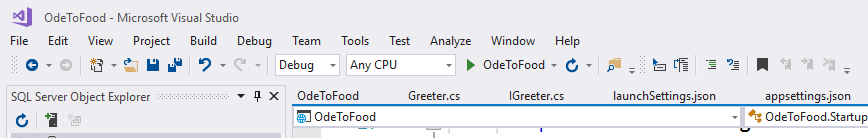 OdeToFood - Microsoft Visual Studio
File Edit View Project Build Debug Team Tools Test Analyze Window Help
Debug Any CPU OdeToFood
SQL Server Object Explorer
OdeToFood Greeter.cs IGreeter.cs launchSettings.json appsettings.json
OdeToFood OdeToFood.Startup